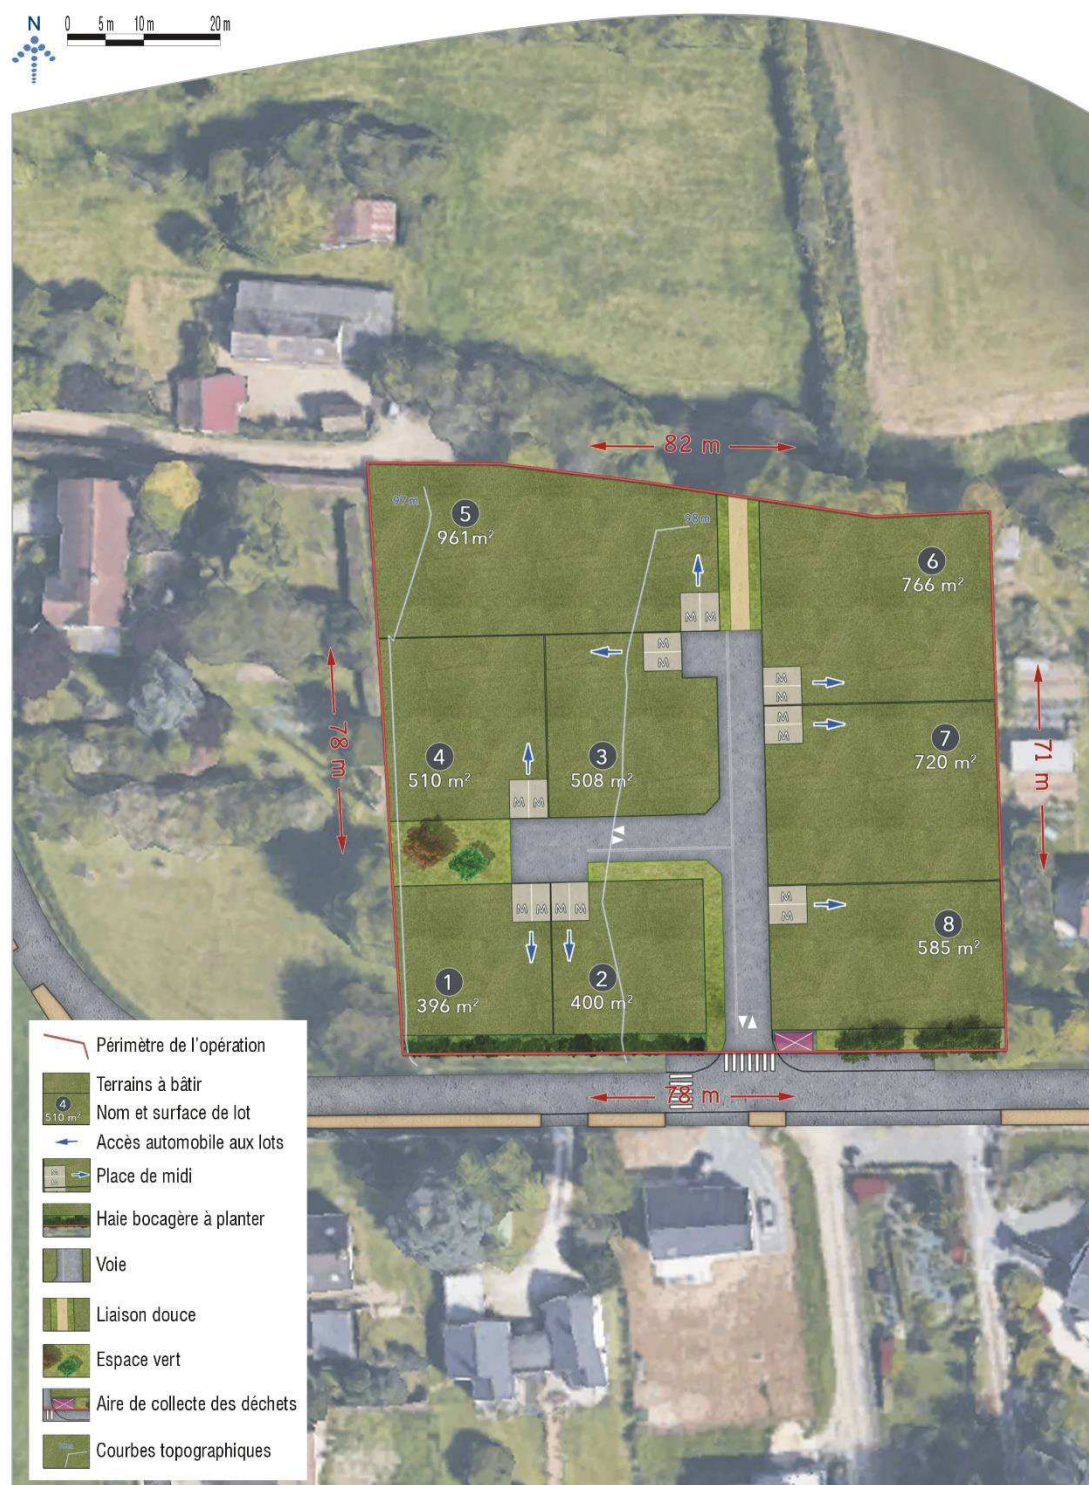 N
0 5 m 10 m 20 m
82 m
97 m
98 m
5
961 m²
6
766 m²
M M
M
M
M
M
M
M
78 m
4
510 m²
3
508 m²
7
720 m²
71 m
M M
M M
M M
M
M
1
396 m²
2
400 m²
8
585 m²
78 m
Périmètre de l'opération
Terrains à bâtir
4
510 m²
Nom et surface de lot
Accès automobile aux lots
M
M
Place de midi
Haie bocagère à planter
Voie
Liaison douce
Espace vert
Aire de collecte des déchets
Courbes topographiques